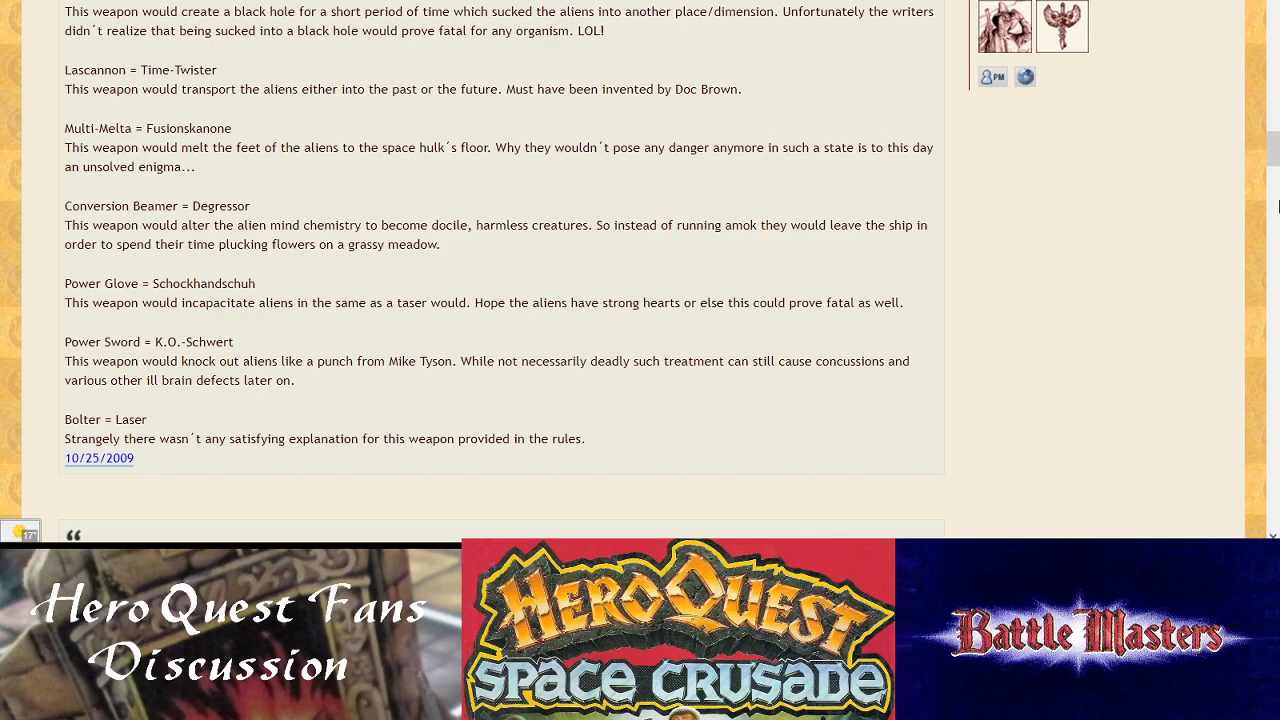 This weapon would create a black hole for a short period of time which sucked the aliens into another place/dimension. Unfortunately the writers
didn´t realize that being sucked into a black hole would prove fatal for any organism. LOL!
Lascannon = Time-Twister
This weapon would transport the aliens either into the past or the future. Must have been invented by Doc Brown.
Multi-Melta = Fusionskanone
This weapon would melt the feet of the aliens to the space hulk´s floor. Why they wouldn´t pose any danger anymore in such a state is to this day
an unsolved enigma...
Conversion Beamer = Degressor
This weapon would alter the alien mind chemistry to become docile, harmless creatures. So instead of running amok they would leave the ship in
order to spend their time plucking flowers on a grassy meadow.
Power Glove = Schockhandschuh
This weapon would incapacitate aliens in the same as a taser would. Hope the aliens have strong hearts or else this could prove fatal as well.
Power Sword = K.O.-Schwert
This weapon would knock out aliens like a punch from Mike Tyson. While not necessarily deadly such treatment can still cause concussions and
various other ill brain defects later on.
Bolter = Laser
Strangely there wasn´t any satisfying explanation for this weapon provided in the rules.
10/25/2009
PM
17°
“
HeroQuest Fans
Discussion
HEROQUEST
SPACE CRUSADE
Battle Masters